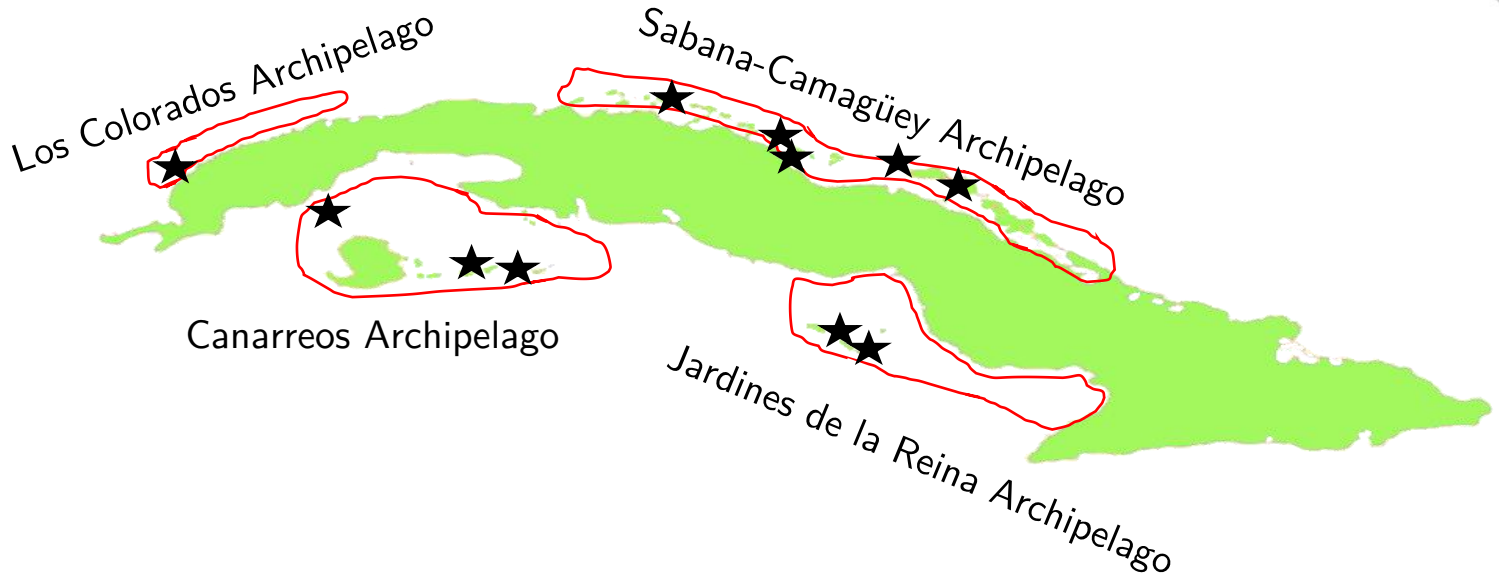 Los Colorados Archipelago
Sabana-Camagüey Archipelago
Canarreos Archipelago
Jardines de la Reina Archipelago